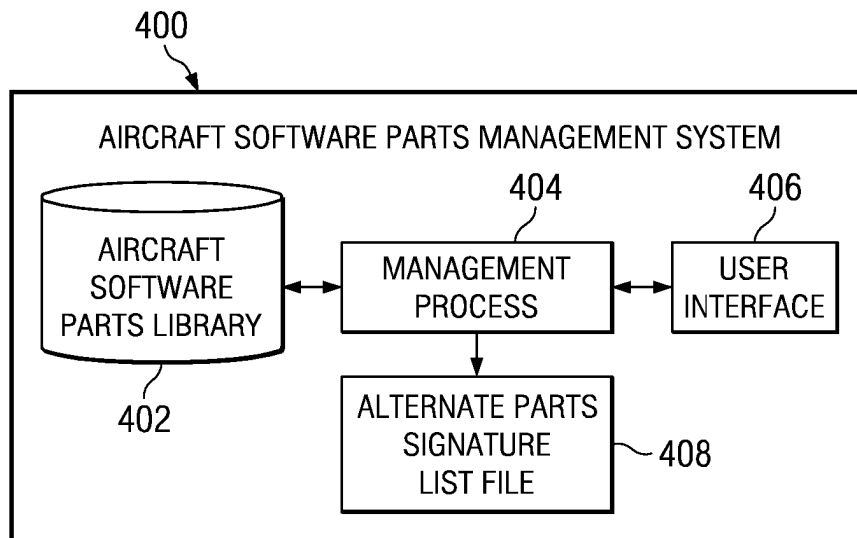 400
AIRCRAFT SOFTWARE PARTS MANAGEMENT SYSTEM
AIRCRAFT
SOFTWARE
PARTS LIBRARY
402
404
MANAGEMENT
PROCESS
406
USER
INTERFACE
ALTERNATE PARTS
SIGNATURE
LIST FILE
408